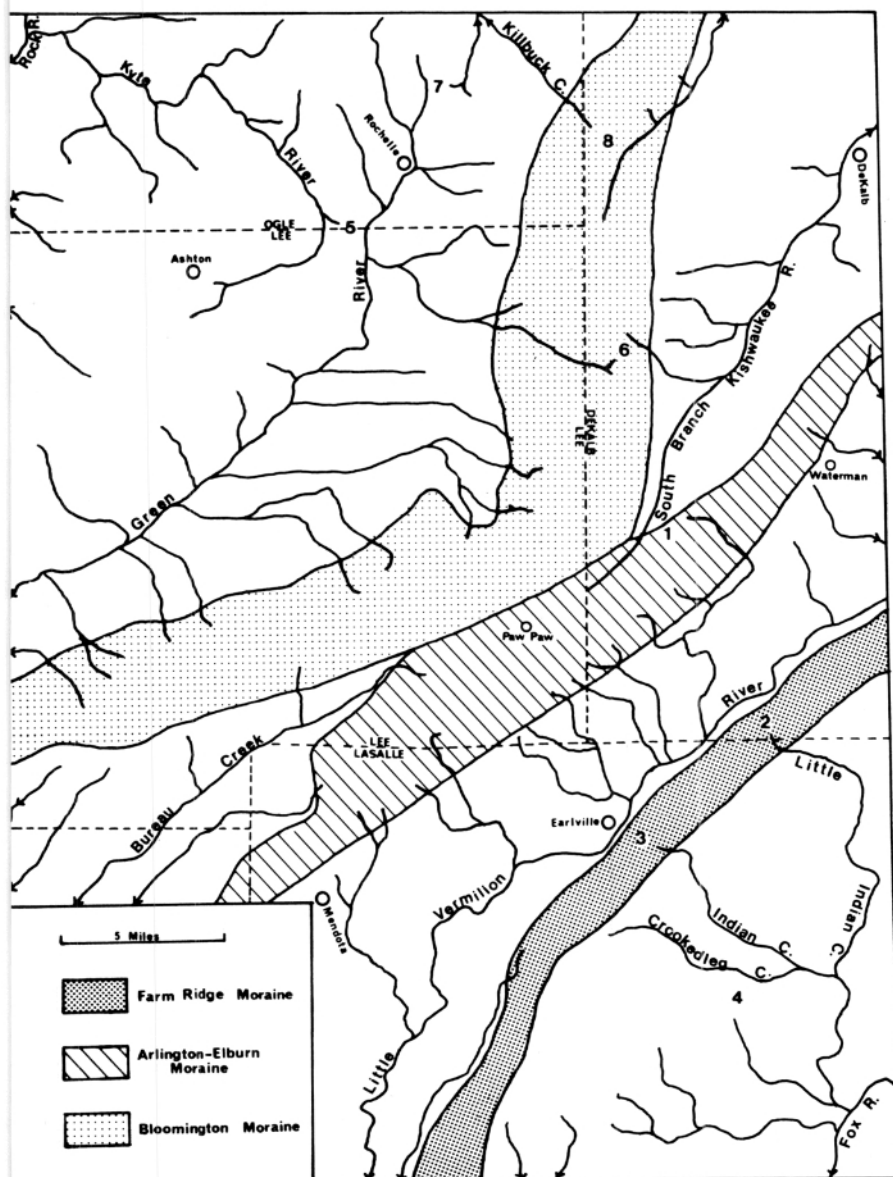 Rock R.
Kyte
River
Killbuck C.
7
Rochelle
8
DeKalb
OGLE
LEE
5
Ashton
River
Kishwaukee R.
6
DEKALB
LEE
Branch
South
Waterman
Green
1
Paw Paw
River
2
LEE
LASALLE
Creek
Little
Bureau
Earlville
3
Vermilion
Mendota
Indian C.
Indian C.
Crookedleg C.
4
Little
Fox R.
5 Miles
Farm Ridge Moraine
Arlington-Elburn
Moraine
Bloomington Moraine